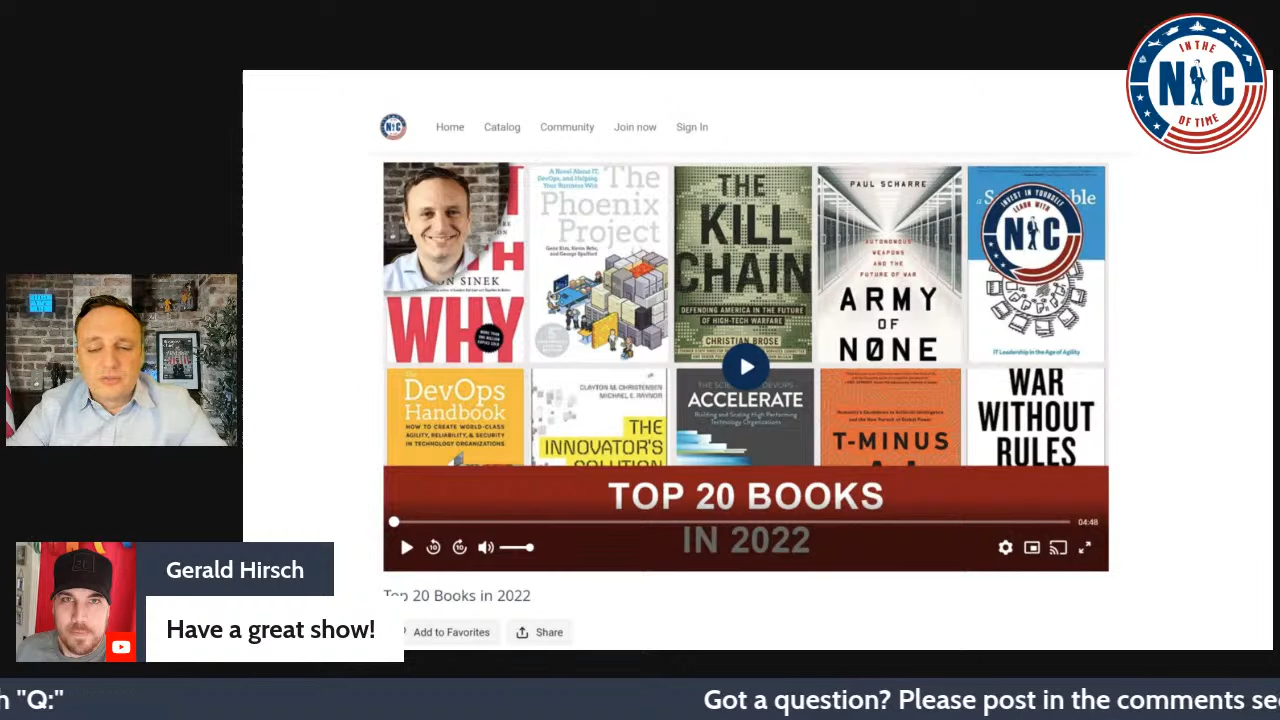 IN THE
NIC
OF TIME
NIC
Home
Catalog
Community
Join now
Sign In
ON SINEK
WHY
A Novel About IT,
DevOps, and Helping
Your Business Win
The
Phoenix
Project
Gene Kim, Kevin Behr,
and George Spafford
THE
KILL
CHAIN
DEFENDING AMERICA IN THE FUTURE
OF HIGH-TECH WARFARE
CHRISTIAN BROSE
PAUL SCHARRE
AUTONOMOUS
WEAPONS
AND THE
FUTURE OF WAR
ARMY
OF
NONE
INVEST IN YOURSELF
LEARN WITH
NIC
IT Leadership in the Age of Agility
The
DevOps
Handbook
HOW TO CREATE WORLD-CLASS
AGILITY, RELIABILITY, & SECURITY
IN TECHNOLOGY ORGANIZATIONS
CLAYTON M. CHRISTENSEN
MICHAEL E. RAYNOR
THE
INNOVATOR'S
SOLUTION
ACCELERATE
Building and Scaling High Performing
Technology Organizations
T-MINUS
WAR
WITHOUT
RULES
TOP 20 BOOKS
IN 2022
04:48
10
10
Top 20 Books in 2022
Add to Favorites
Share
Gerald Hirsch
Have a great show!
h "Q:"
Got a question? Please post in the comments se